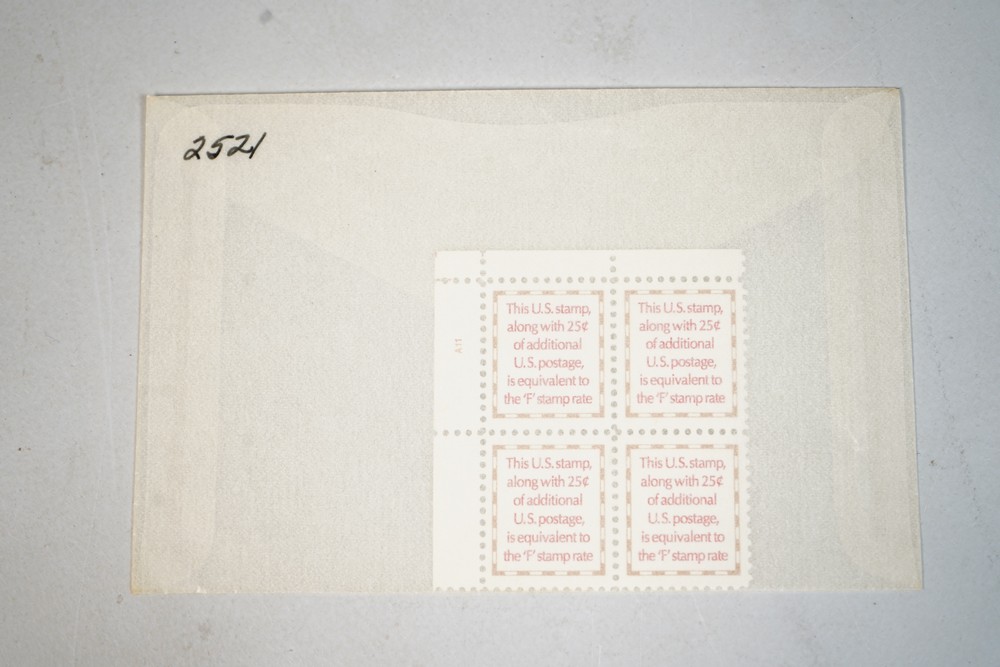 2521
A11
This U.S. stamp,
along with 25¢
of additional
U.S. postage,
is equivalent to
the 'F' stamp rate
This U.S. stamp,
along with 25¢
of additional
U.S. postage,
is equivalent to
the 'F' stamp rate
This U.S. stamp,
along with 25¢
of additional
U.S. postage,
is equivalent to
the 'F' stamp rate
This U.S. stamp,
along with 25¢
of additional
U.S. postage,
is equivalent to
the 'F' stamp rate